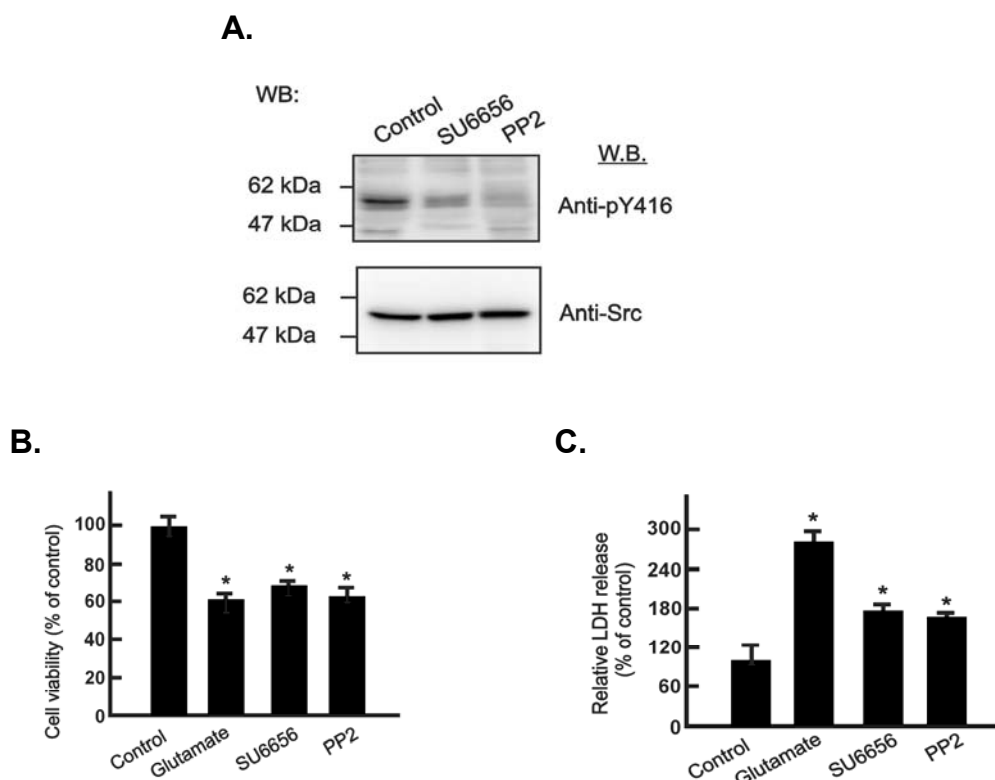 A.
WB:
Control
SU6656
PP2
W.B.
62 kDa
47 kDa
Anti-pY416
62 kDa
47 kDa
Anti-Src
B.
Cell viability (% of control)
100
80
60
40
20
0
*
*
*
Control
Glutamate
SU6656
PP2
C.
Relative LDH release
(% of control)
300
240
180
120
60
0
*
*
*
Control
Glutamate
SU6656
PP2